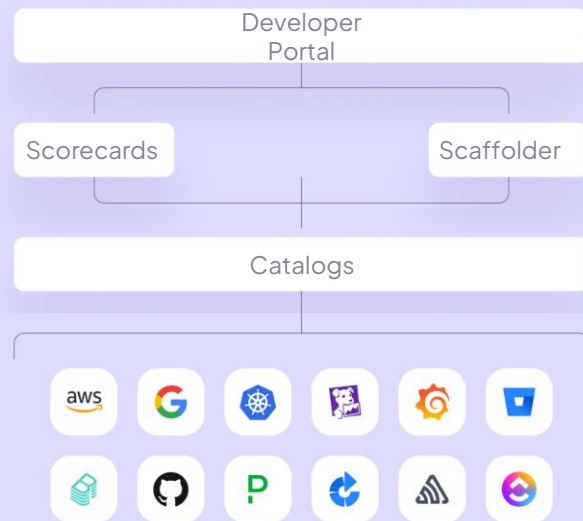 Developer
Portal
Scorecards
Scaffolder
Catalogs
aws